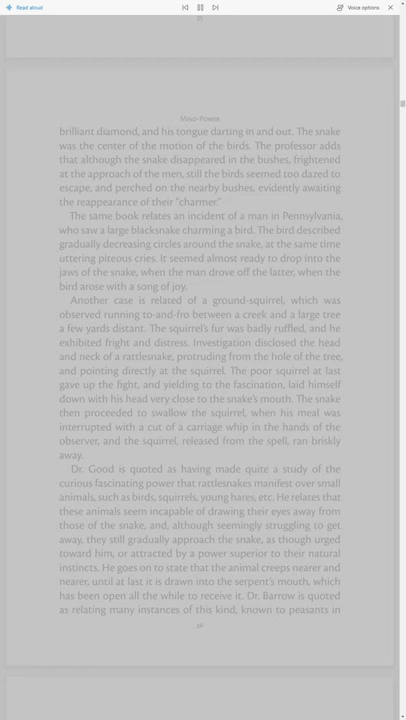 Read aloud
Voice options
35
Mind-Power
brilliant diamond, and his tongue darting in and out. The snake
was the center of the motion of the birds. The professor adds
that although the snake disappeared in the bushes, frightened
at the approach of the men, still the birds seemed too dazed to
escape, and perched on the nearby bushes, evidently awaiting
the reappearance of their "charmer."
The same book relates an incident of a man in Pennsylvania,
who saw a large blacksnake charming a bird. The bird described
gradually decreasing circles around the snake, at the same time
uttering piteous cries. It seemed almost ready to drop into the
jaws of the snake, when the man drove off the latter, when the
bird arose with a song of joy.
Another case is related of a ground-squirrel, which was
observed running to-and-fro between a creek and a large tree
a few yards distant. The squirrel's fur was badly ruffled, and he
exhibited fright and distress. Investigation disclosed the head
and neck of a rattlesnake, protruding from the hole of the tree,
and pointing directly at the squirrel. The poor squirrel at last
gave up the fight, and yielding to the fascination, laid himself
down with his head very close to the snake's mouth. The snake
then proceeded to swallow the squirrel, when his meal was
interrupted with a cut of a carriage whip in the hands of the
observer, and the squirrel, released from the spell, ran briskly
away.
Dr. Good is quoted as having made quite a study of the
curious fascinating power that rattlesnakes manifest over small
animals, such as birds, squirrels, young hares, etc. He relates that
these animals seem incapable of drawing their eyes away from
those of the snake, and, although seemingly struggling to get
away, they still gradually approach the snake, as though urged
toward him, or attracted by a power superior to their natural
instincts. He goes on to state that the animal creeps nearer and
nearer, until at last it is drawn into the serpent's mouth, which
has been open all the while to receive it. Dr. Barrow is quoted
as relating many instances of this kind, known to peasants in
36